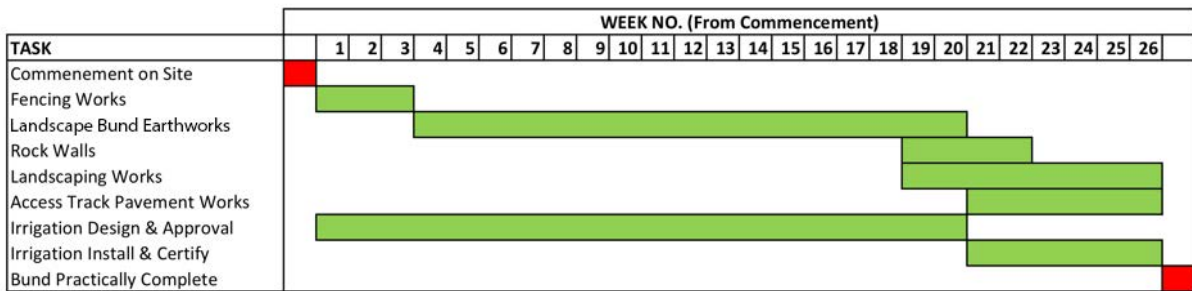 WEEK NO. (From Commencement)
TASK 1 2 3 4 5 6 7 8 9 10 11 12 13 14 15 16 17 18 19 20 21 22 23 24 25 26
Commenement on Site
Fencing Works
Landscape Bund Earthworks
Rock Walls
Landscaping Works
Access Track Pavement Works
Irrigation Design & Approval
Irrigation Install & Certify
Bund Practically Complete